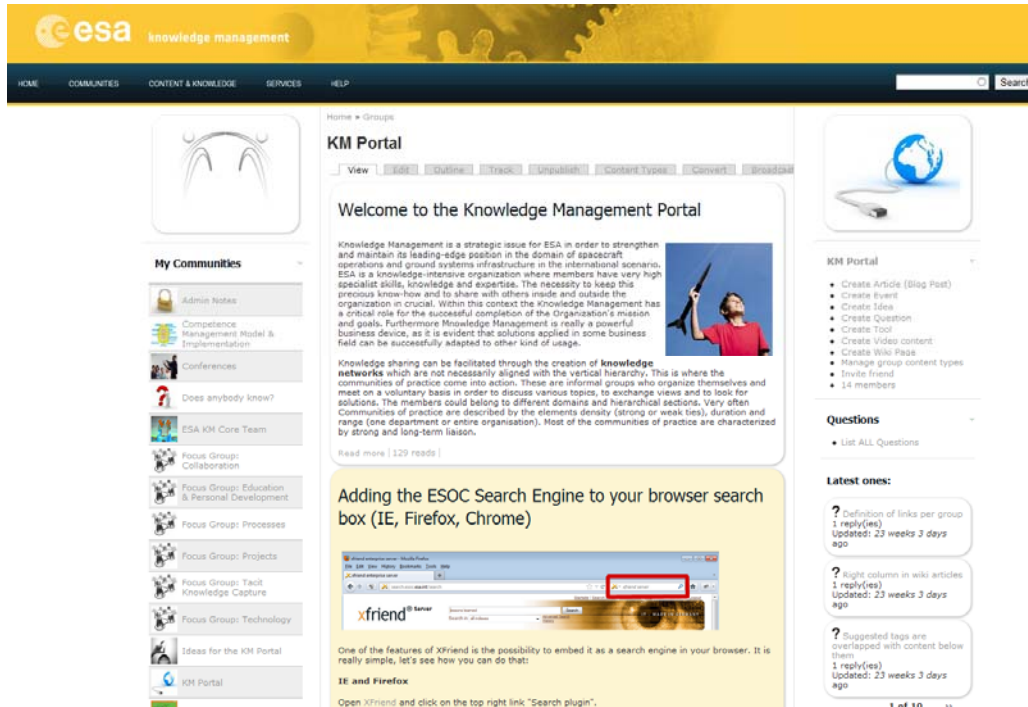 esa knowledge management
HOME COMMUNITIES CONTENT & KNOWLEDGE SERVICES HELP Search
Home » Groups
KM Portal
View Edit Outline Track Unpublish Content Types Convert Broadcast
My Communities
Admin Notes
Competence
Management Model &
Implementation
Conferences
Does anybody know?
ESA KM Core Team
Focus Group:
Collaboration
Focus Group: Education
& Personal Development
Focus Group: Processes
Focus Group: Projects
Focus Group: Tacit
Knowledge Capture
Focus Group: Technology
Ideas for the KM Portal
KM Portal
Welcome to the Knowledge Management Portal
Knowledge Management is a strategic issue for ESA in order to strengthen
and maintain its leading-edge position in the domain of spacecraft
operations and ground systems infrastructure in the international scenario.
ESA is a knowledge-intensive organization where members have very high
specialist skills, knowledge and expertise. The necessity to keep this
precious know-how and to share with others inside and outside the
organization in crucial. Within this context the Knowledge Management has
a critical role for the successful completion of the Organization's mission
and goals. Furthermore Mnowledge Management is really a powerful
business device, as it is evident that solutions applied in some business
field can be successfully adapted to other kind of usage.
Knowledge sharing can be facilitated through the creation of knowledge
networks which are not necessarily aligned with the vertical hierarchy. This is where the
communities of practice come into action. These are informal groups who organize themselves and
meet on a voluntary basis in order to discuss various topics, to exchange views and to look for
solutions. The members could belong to different domains and hierarchical sections. Very often
Communities of practice are described by the elements density (strong or weak ties), duration and
range (one department or entire organisation). Most of the communities of practice are characterized
by strong and long-term liaison.
Read more | 129 reads |
Adding the ESOC Search Engine to your browser search
box (IE, Firefox, Chrome)
xfriend enterprise server - Mozilla Firefox
File Edit View History Bookmarks Tools Help
xfriend enterprise server
xfriend® Server
Search
One of the features of XFriend is the possibility to embed it as a search engine in your browser. It is
really simple, let's see how you can do that:
IE and Firefox
Open XFriend and click on the top right link "Search plugin".
KM Portal
Create Article (Blog Post)
Create Event
Create Idea
Create Question
Create Tool
Create Video content
Create Wiki Page
Manage group content types
Invite friend
14 members
Questions
List ALL Questions
Latest ones:
? Definition of links per group
1 reply(ies)
Updated: 23 weeks 3 days
ago
? Right column in wiki articles
1 reply(ies)
Updated: 23 weeks 3 days
ago
? Suggested tags are
overlapped with content below
them
1 reply(ies)
Updated: 23 weeks 3 days
ago
1 of 10 »